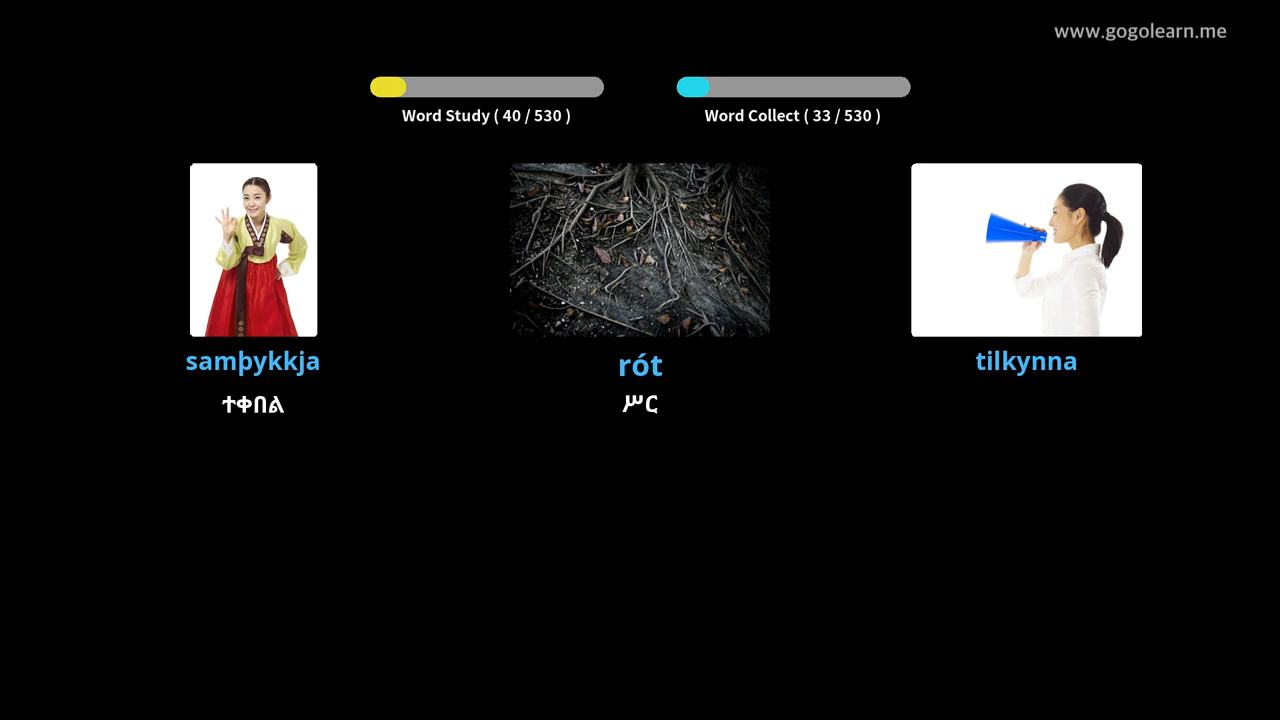 www.gogolearn.me
Word Study ( 40 / 530 )
Word Collect ( 33 / 530 )
samþykkja
rót
tilkynna
ተቀበል
ሥር